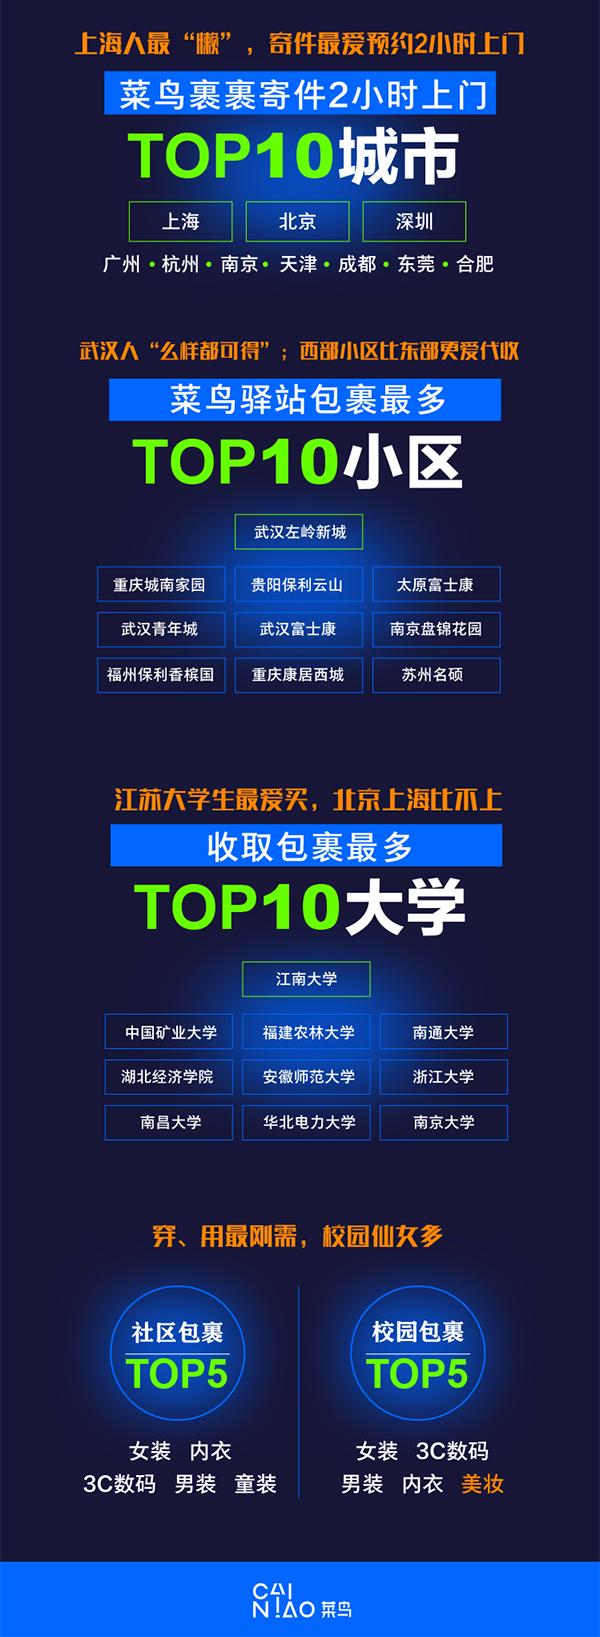 上海人最“懒”，寄件最爱预约2小时上门
菜鸟裹裹寄件2小时上门
TOP10城市
上海 北京 深圳
广州·杭州·南京·天津·成都·东莞·合肥
武汉人“么样都可得”；西部小区比东部更爱代收
菜鸟驿站包裹最多
TOP10小区
武汉左岭新城
重庆城南家园 贵阳保利云山 太原富士康
武汉青年城 武汉富士康 南京盘锦花园
福州保利香槟国 重庆康居西城 苏州名硕
江苏大学生最爱买，北京上海比不上
收取包裹最多
TOP10大学
江南大学
中国矿业大学 福建农林大学 南通大学
湖北经济学院 安徽师范大学 浙江大学
南昌大学 华北电力大学 南京大学
穿、用最刚需，校园仙女多
社区包裹
TOP5
女装 内衣
3C数码 男装 童装
校园包裹
TOP5
女装 3C数码
男装 内衣 美妆
CAI
NIAO 菜鸟